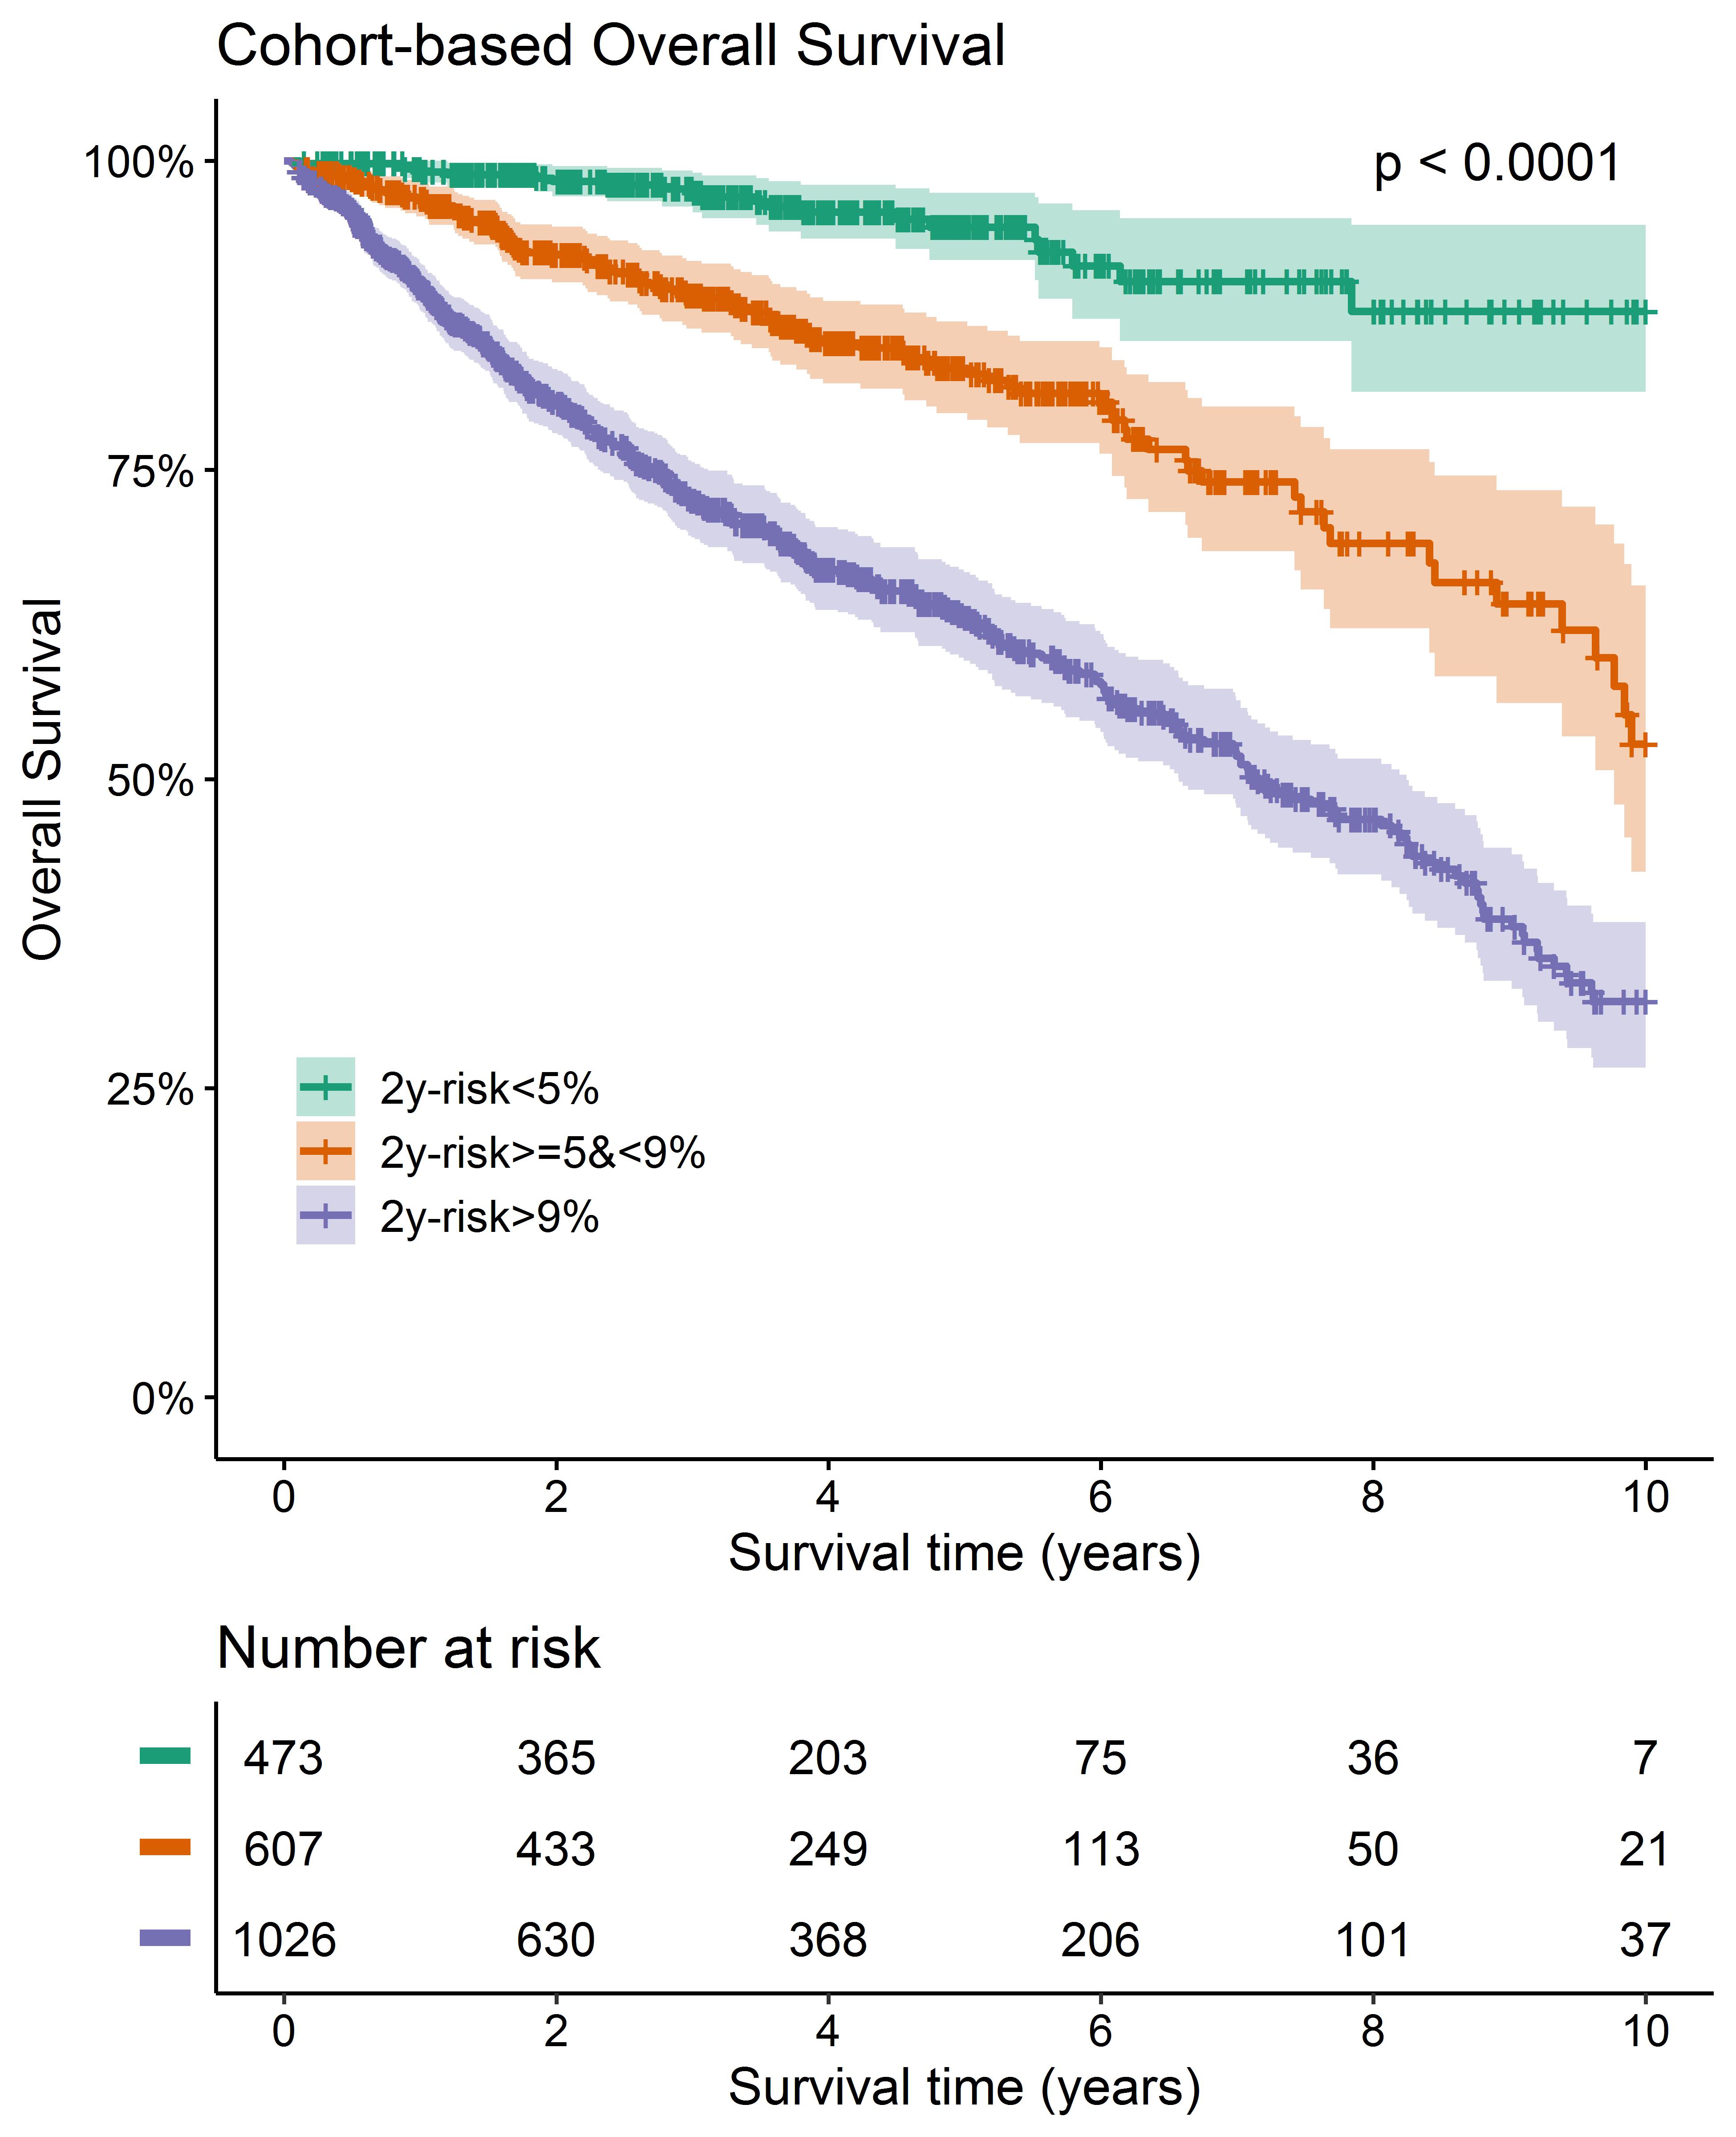 Cohort-based Overall Survival
p < 0.0001
100%
75%
50%
25%
0%
Overall Survival
2y-risk<5%
2y-risk>=5&<9%
2y-risk>9%
0 2 4 6 8 10
Survival time (years)
Number at risk
473 365 203 75 36 7
607 433 249 113 50 21
1026 630 368 206 101 37
0 2 4 6 8 10
Survival time (years)